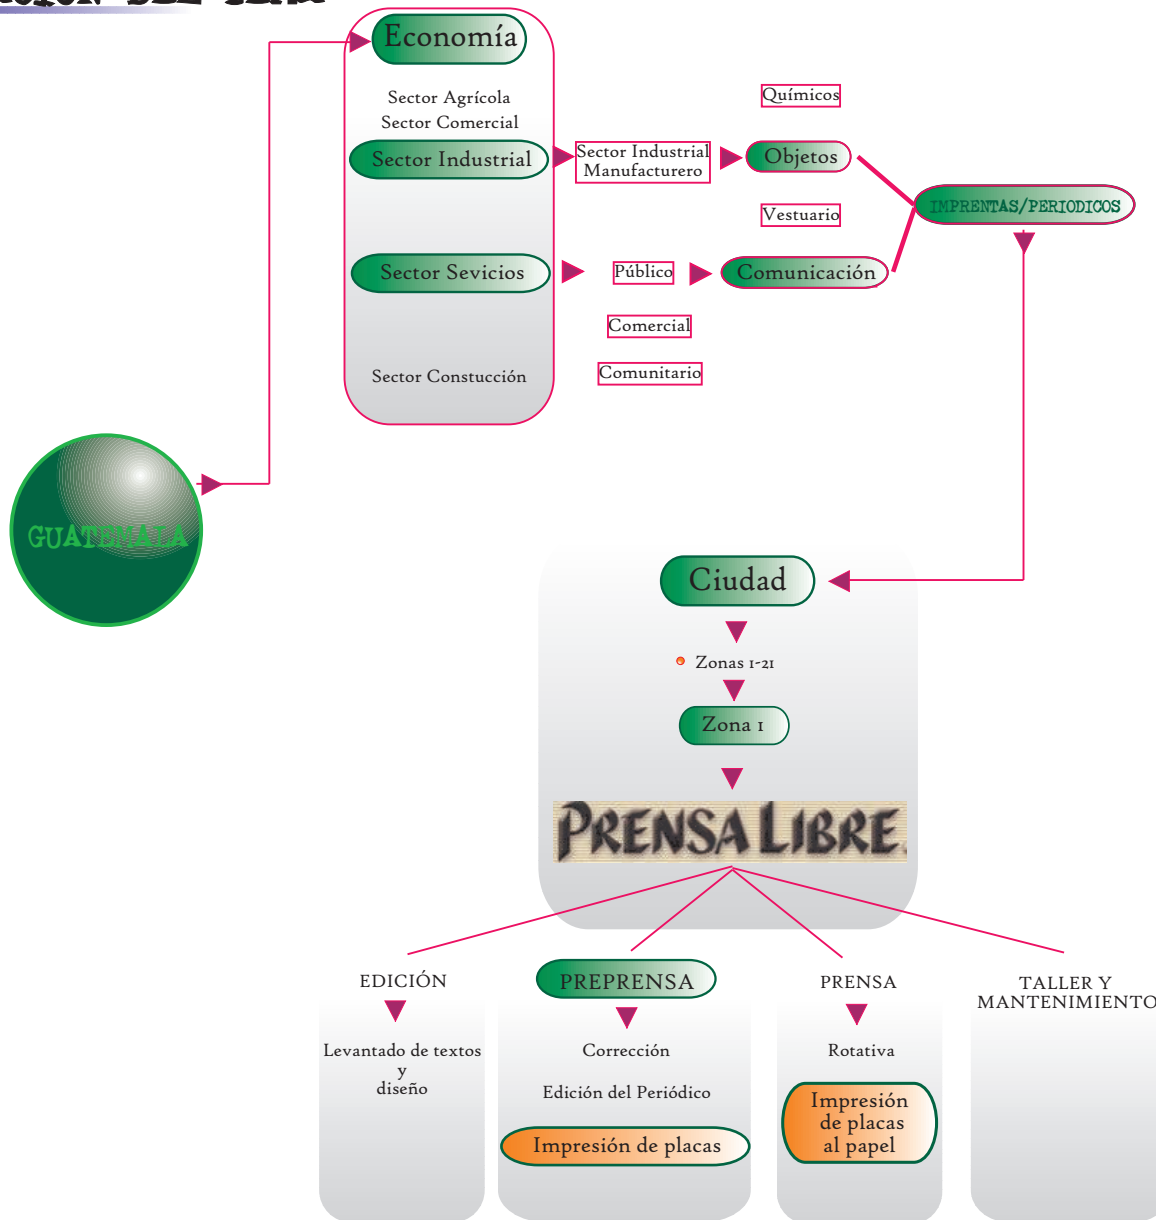 Economía
Sector Agrícola
Sector Comercial
Sector Industrial
Sector Sevicios
Sector Constucción
Sector Industrial
Manufacturero
Público
Comercial
Comunitario
Químicos
Objetos
Vestuario
Comunicación
IMPRENTAS/PERIODICOS
GUATEMALA
Ciudad
Zonas 1-21
Zona 1
PRENSA LIBRE
EDICIÓN
Levantado de textos
y
diseño
PREPRENSA
Corrección
Edición del Periódico
Impresión de placas
PRENSA
Rotativa
Impresión
de placas
al papel
TALLER Y
MANTENIMIENTO